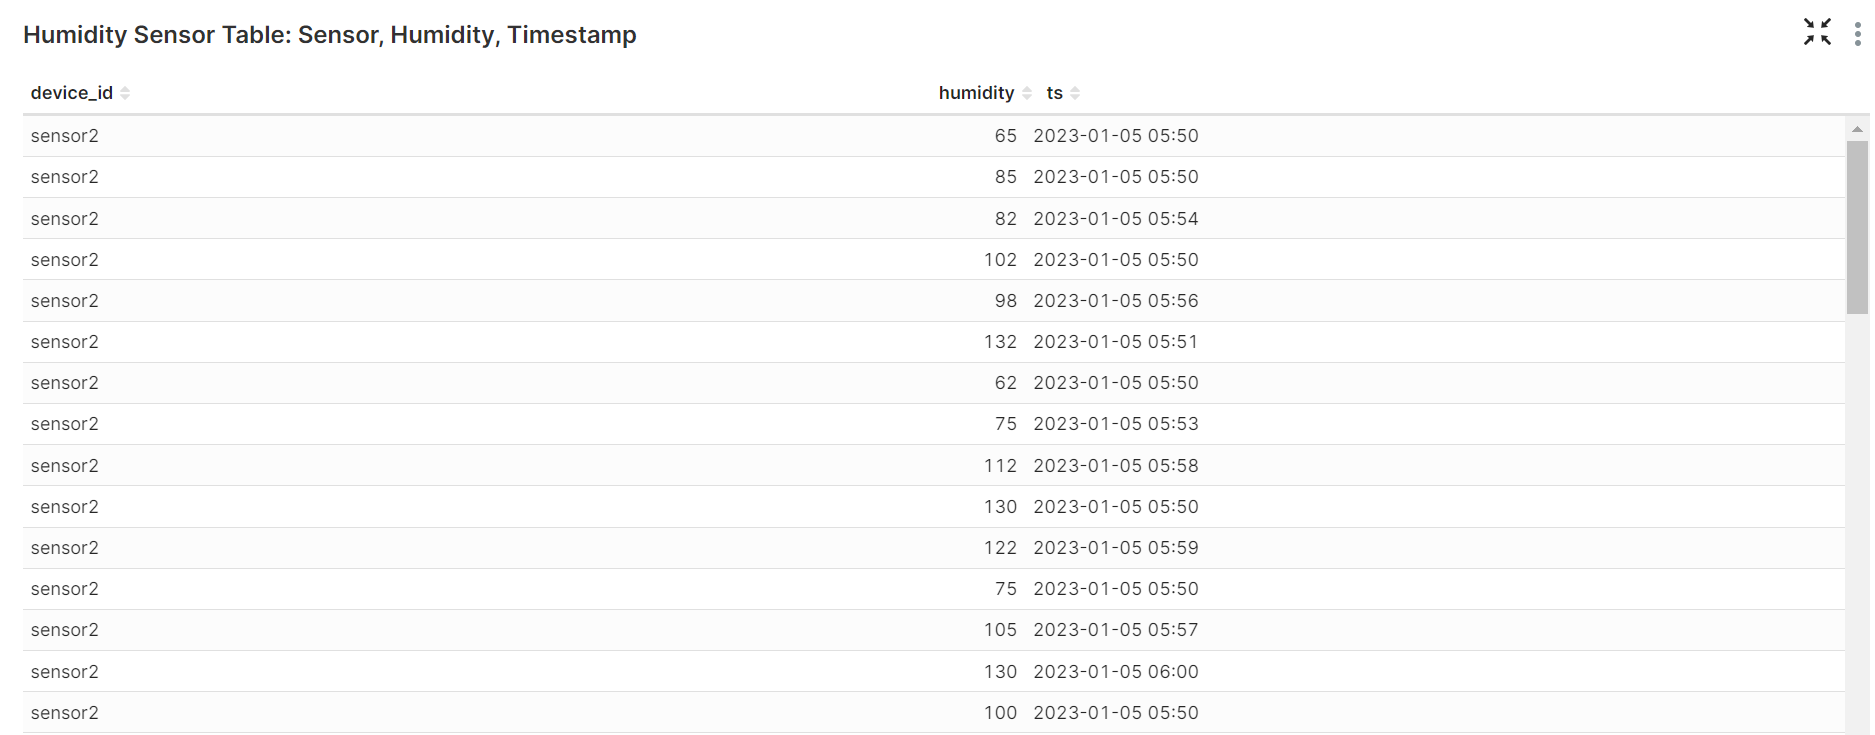 Humidity Sensor Table: Sensor, Humidity, Timestamp
device_id humidity ts
sensor2 65 2023-01-05 05:50
sensor2 85 2023-01-05 05:50
sensor2 82 2023-01-05 05:54
sensor2 102 2023-01-05 05:50
sensor2 98 2023-01-05 05:56
sensor2 132 2023-01-05 05:51
sensor2 62 2023-01-05 05:50
sensor2 75 2023-01-05 05:53
sensor2 112 2023-01-05 05:58
sensor2 130 2023-01-05 05:50
sensor2 122 2023-01-05 05:59
sensor2 75 2023-01-05 05:50
sensor2 105 2023-01-05 05:57
sensor2 130 2023-01-05 06:00
sensor2 100 2023-01-05 05:50